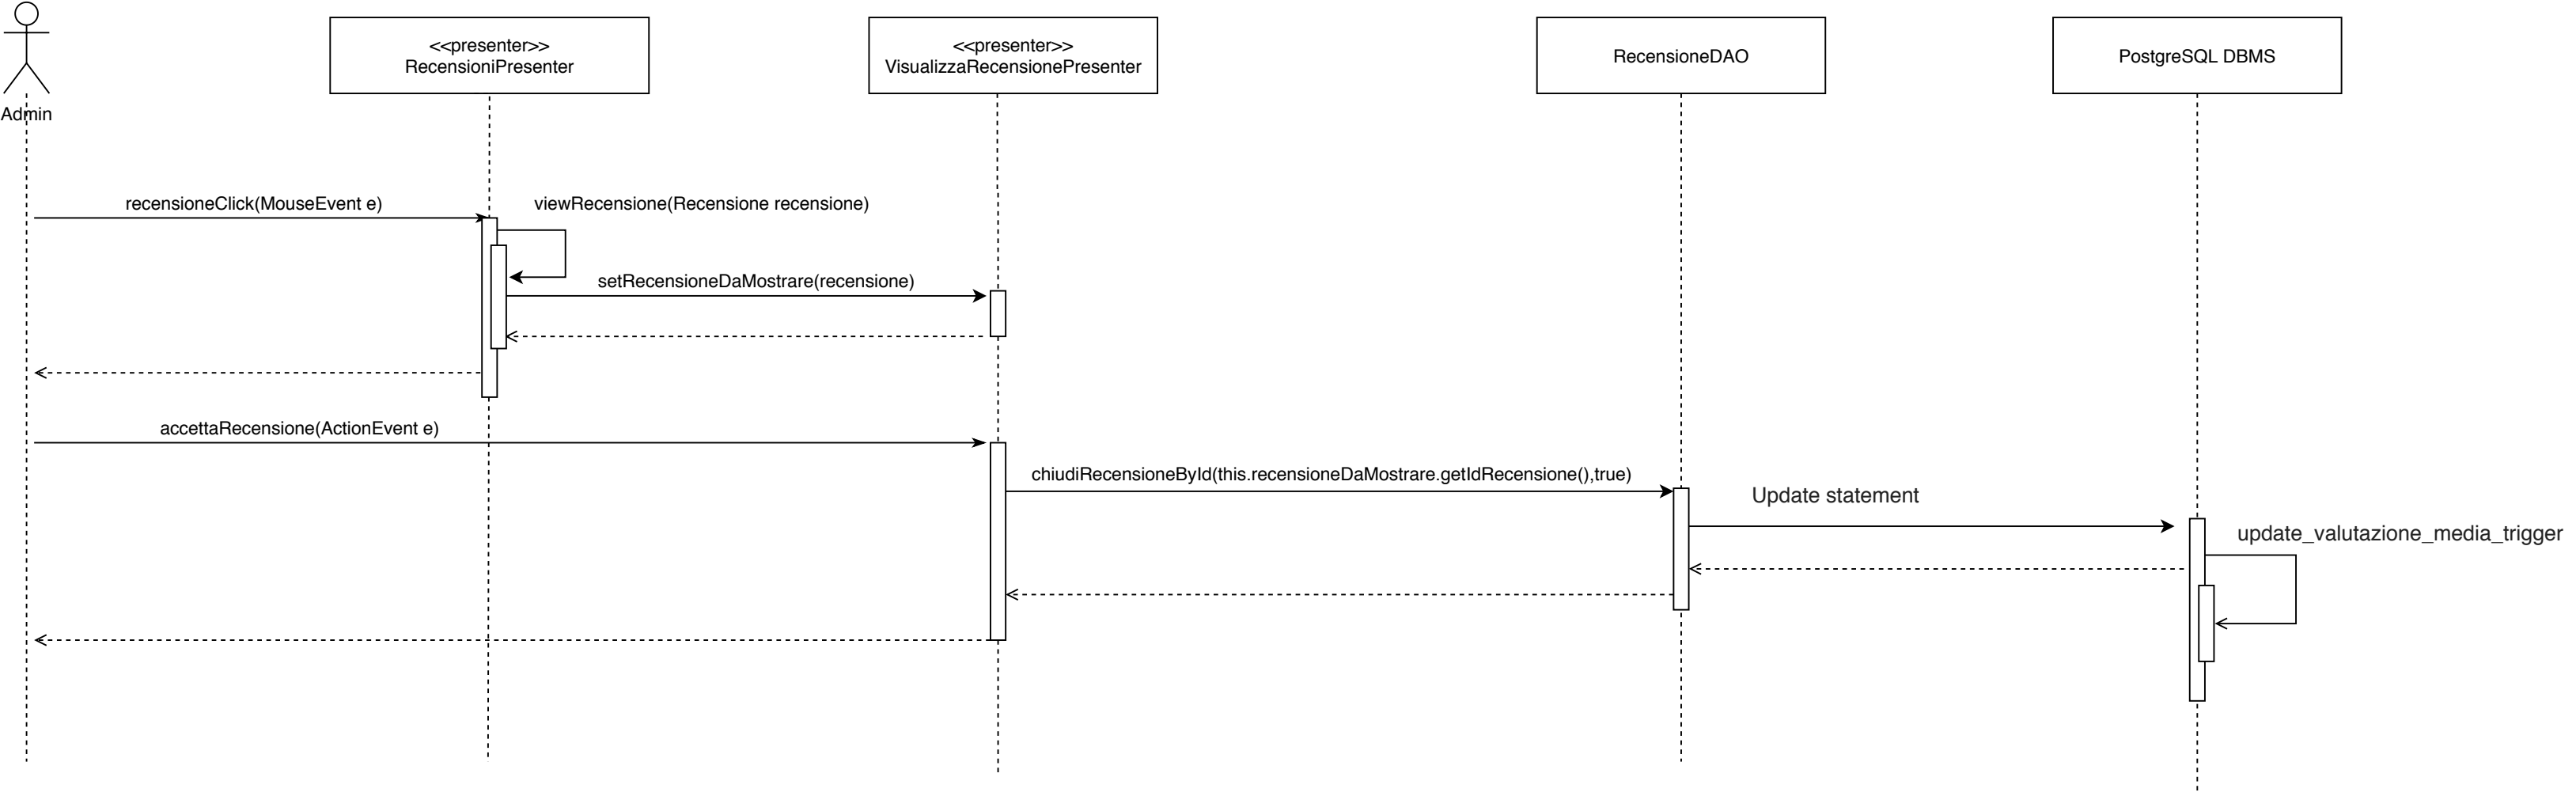 Admin
<<presenter>>
RecensioniPresenter
<<presenter>>
VisualizzaRecensionePresenter
RecensioneDAO
PostgreSQL DBMS
recensioneClick(MouseEvent e)
viewRecensione(Recensione recensione)
setRecensioneDaMostrare(recensione)
accettaRecensione(ActionEvent e)
chiudiRecensioneById(this.recensioneDaMostrare.getIdRecensione(),true)
Update statement
update_valutazione_media_trigger